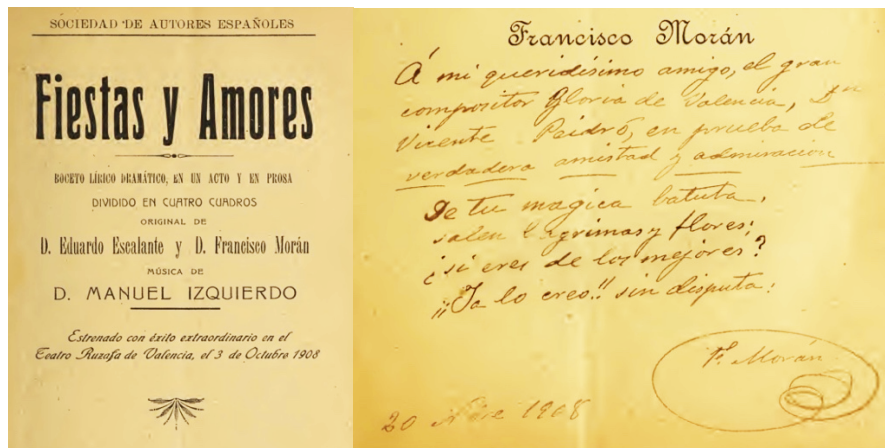 SOCIEDAD DE AUTORES ESPAÑOLES
Fiestas y Amores
BOCETO LÍRICO DRAMÁTICO, EN UN ACTO Y EN PROSA
DIVIDIDO EN CUATRO CUADROS
ORIGINAL DE
D. Eduardo Escalante y D. Francisco Morán
MÚSICA DE
D. MANUEL IZQUIERDO
Estrenado con éxito extraordinario en el
Teatro Ruzafa de Valencia, el 3 de Octubre 1908
Francisco Morán
Á mi queridísimo amigo, el gran
compositor Gloria de Valencia, Dn
Vicente Peidró, en prueba de
verdadera amistad y admiración
De tu magica batuta,
salen lagrimas y flores;
¿si eres de los mejores?
¡¡Ya lo creo!! sin disputa.
F. Morán
20 Nbre 1908